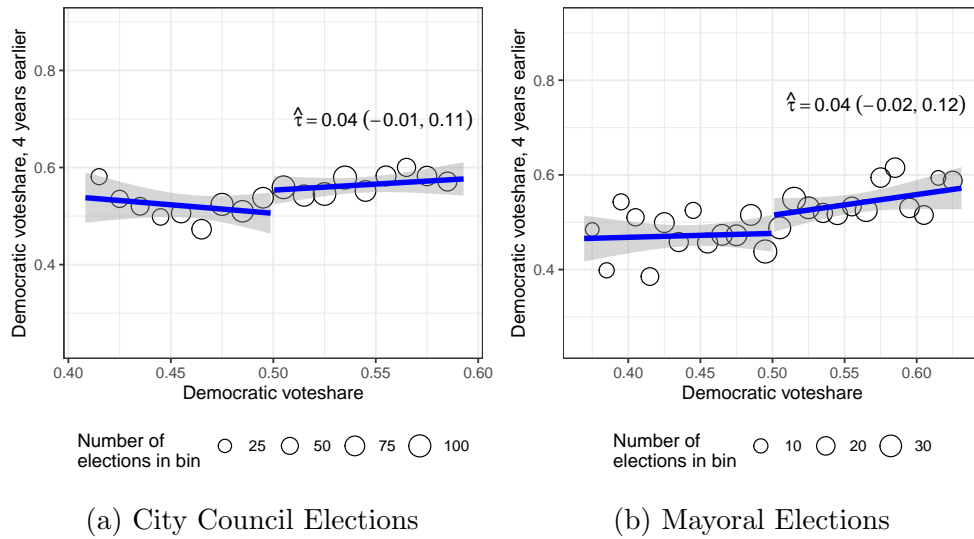 Democratic voteshare, 4 years earlier
0.8
0.6
0.4
τ̂ = 0.04 (−0.01, 0.11)
0.40 0.45 0.50 0.55 0.60
Democratic voteshare
Number of
elections in bin
25 50 75 100
(a) City Council Elections
Democratic voteshare, 4 years earlier
0.8
0.6
0.4
τ̂ = 0.04 (−0.02, 0.12)
0.40 0.45 0.50 0.55 0.60
Democratic voteshare
Number of
elections in bin
10 20 30
(b) Mayoral Elections